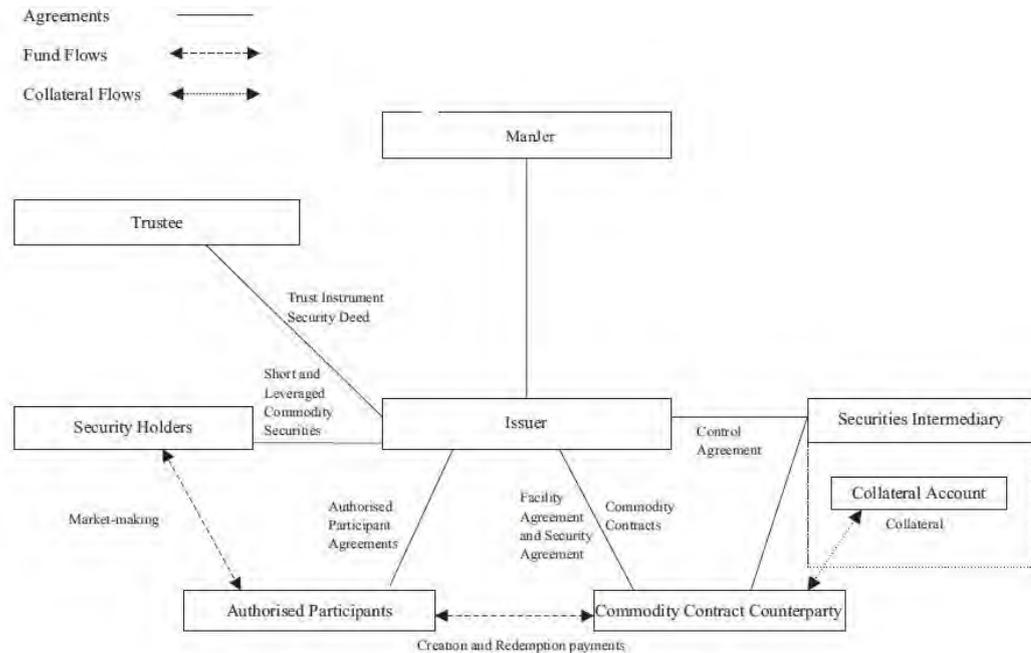 Agreements
Fund Flows
Collateral Flows
ManJer
Trustee
Trust Instrument
Security Deed
Short and
Leveraged
Commodity
Securities
Security Holders
Issuer
Control
Agreement
Securities Intermediary
Collateral Account
Collateral
Market-making
Authorised
Participant
Agreements
Facility
Agreement
and Security
Agreement
Commodity
Contracts
Authorised Participants
Commodity Contract Counterparty
Creation and Redemption payments